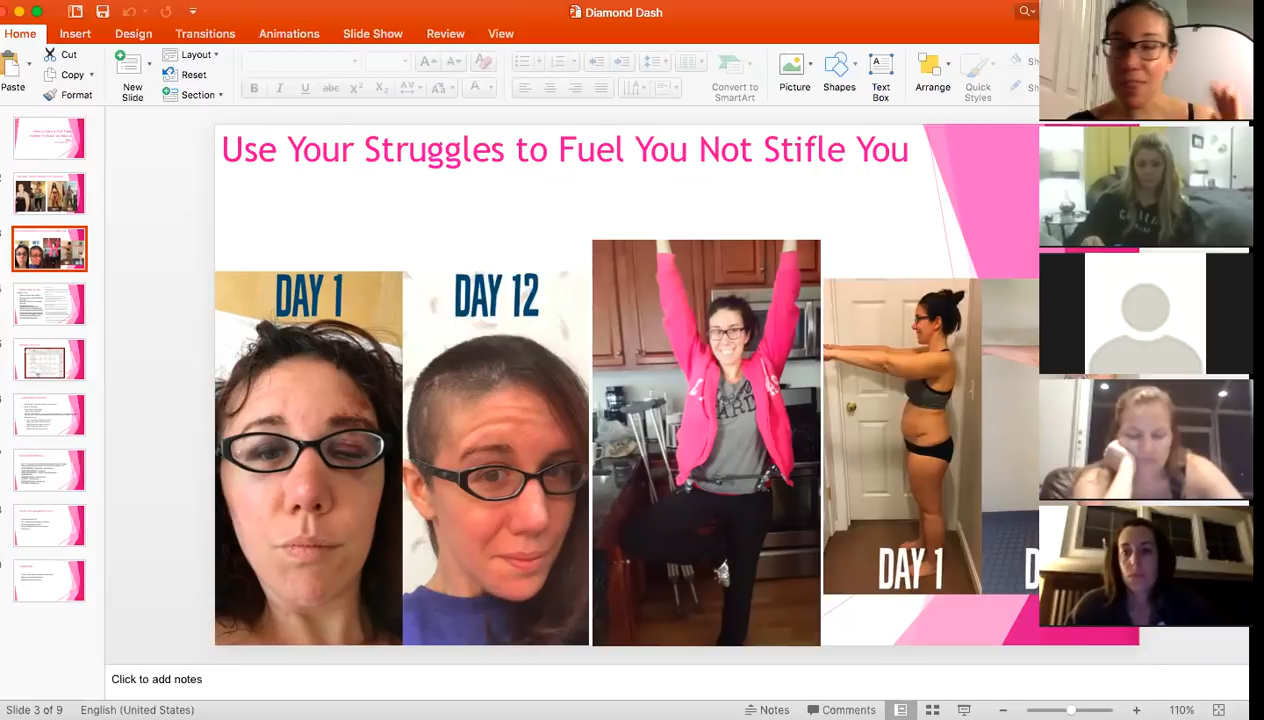 Diamond Dash
Home Insert Design Transitions Animations Slide Show Review View
Paste
Cut
Copy
Format
New
Slide
Layout
Reset
Section
Convert to
SmartArt
Picture
Shapes
Text
Box
Arrange
Quick
Styles
Use Your Struggles to Fuel You Not Stifle You
DAY 1
DAY 12
DAY 1
Click to add notes
Slide 3 of 9 English (United States) Notes Comments 110%